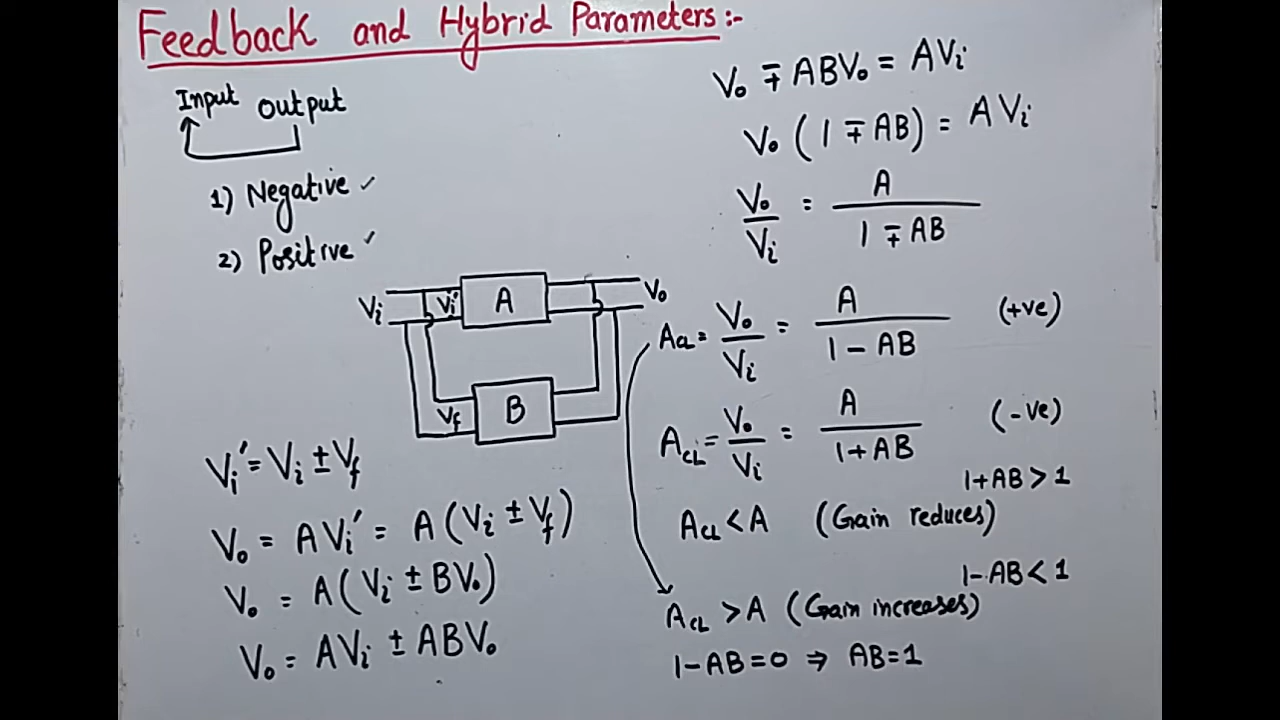 Feedback and Hybrid Parameters:-
Input Output
1) Negative ✓
2) Positive ✓
Vi Vi' A Vo
Vf B
Vi' = Vi ± Vf
Vo = AVi' = A(Vi ± Vf)
Vo = A(Vi ± BVo)
Vo = AVi ± ABVo
Vo ∓ ABVo = AVi
Vo (1 ∓ AB) = AVi
Vo/Vi = A/(1 ∓ AB)
ACL = Vo/Vi = A/(1 - AB) (+ve)
ACL = Vo/Vi = A/(1+AB) (-ve)
1+AB > 1
ACL < A (Gain reduces)
1-AB < 1
ACL > A (Gain increases)
1-AB=0 ⇒ AB=1